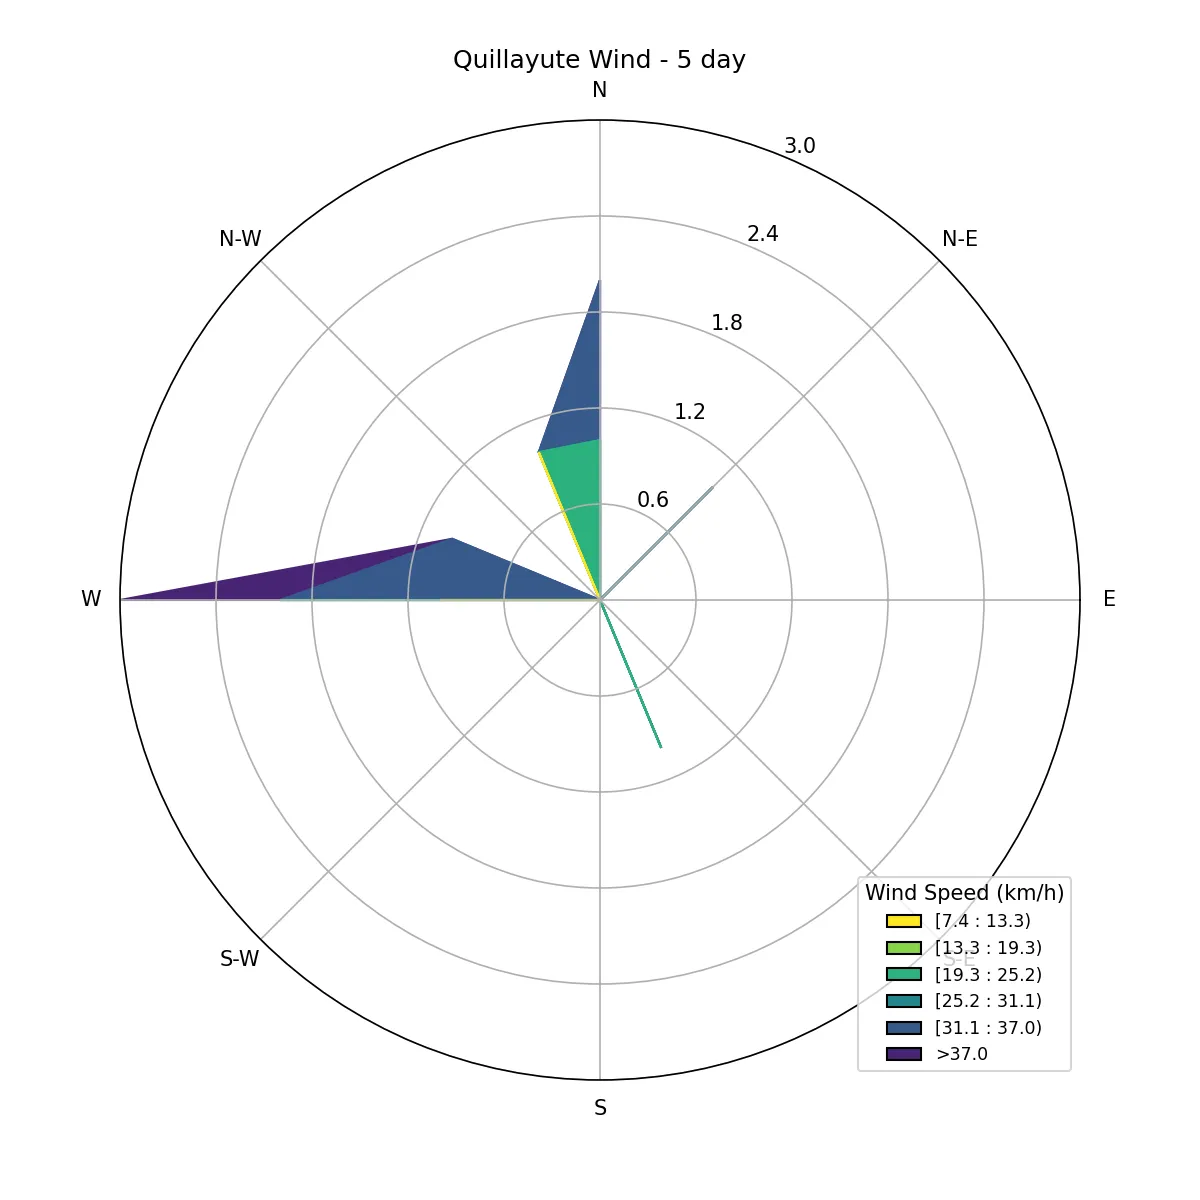 Quillayute Wind - 5 day
N
3.0
N-W
2.4
N-E
1.8
1.2
0.6
W
E
S-W
S-E
S
Wind Speed (km/h)
[7.4 : 13.3)
[13.3 : 19.3)
[19.3 : 25.2)
[25.2 : 31.1)
[31.1 : 37.0)
>37.0